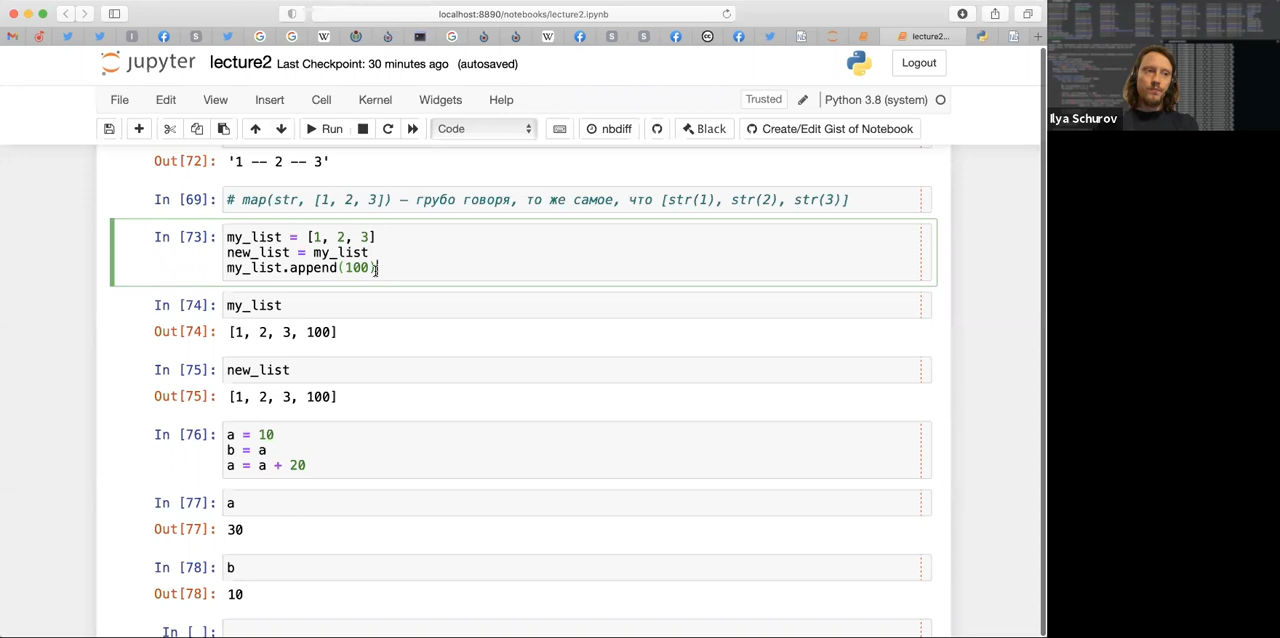 localhost:8890/notebooks/lecture2.ipynb
lecture2...
jupyter lecture2 Last Checkpoint: 30 minutes ago (autosaved)
Logout
File Edit View Insert Cell Kernel Widgets Help
Trusted Python 3.8 (system)
Run Code nbdiff Black Create/Edit Gist of Notebook
Out[72]: '1 -- 2 -- 3'
In [69]: # map(str, [1, 2, 3]) — грубо говоря, то же самое, что [str(1), str(2), str(3)]
In [73]: my_list = [1, 2, 3]
new_list = my_list
my_list.append(100)
In [74]: my_list
Out[74]: [1, 2, 3, 100]
In [75]: new_list
Out[75]: [1, 2, 3, 100]
In [76]: a = 10
b = a
a = a + 20
In [77]: a
Out[77]: 30
In [78]: b
Out[78]: 10
In [ ]:
Ilya Schurov